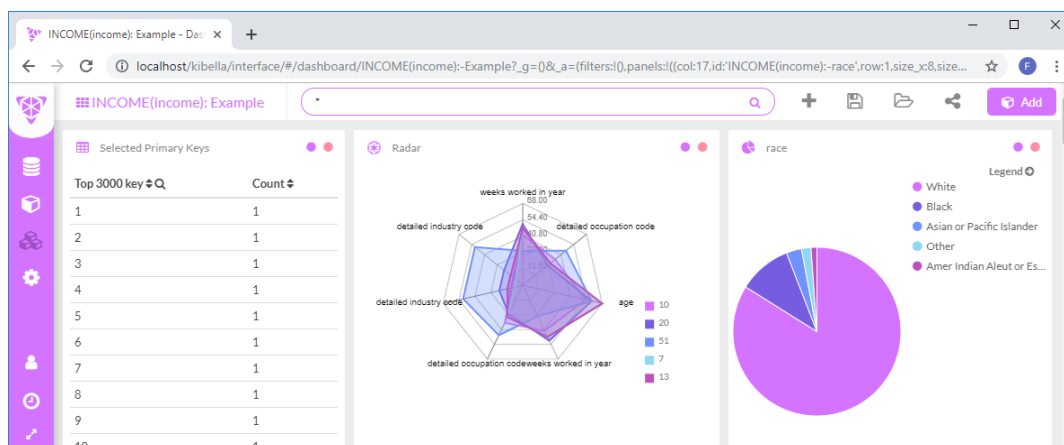 INCOME(income): Example - Das
localhost/kibella/interface/#/dashboard/INCOME(income):-Example?_g=()&_a=(filters:!(),panels:!((col:17,id:'INCOME(income):-race',row:1,size_x:8,size...
F
INCOME(income): Example
*
Add
Selected Primary Keys
Top 3000 key
Count
1 1
2 1
3 1
4 1
5 1
6 1
7 1
8 1
9 1
10 1
Radar
weeks worked in year
68.00
54.40
40.80
detailed industry code
detailed occupation code
detailed industry code
age
detailed occupation code
weeks worked in year
10
20
51
7
13
race
Legend
White
Black
Asian or Pacific Islander
Other
Amer Indian Aleut or Es...